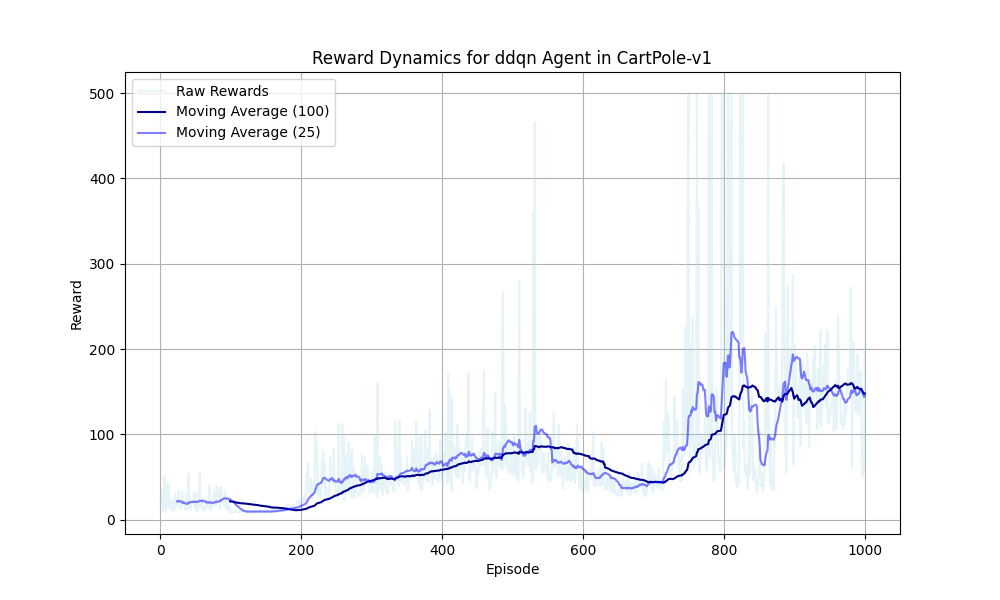 Reward Dynamics for ddqn Agent in CartPole-v1
Raw Rewards
Moving Average (100)
Moving Average (25)
500
400
300
200
100
0
Reward
0 200 400 600 800 1000
Episode